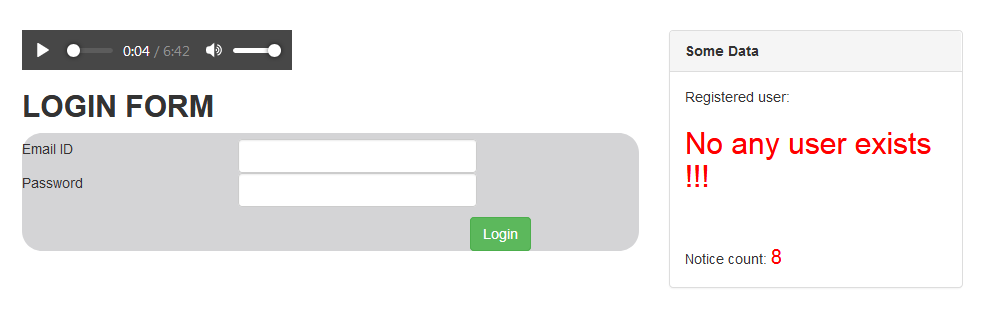 0:04 / 6:42
LOGIN FORM
Email ID
Password
Login
Some Data
Registered user:
No any user exists
!!!
Notice count: 8